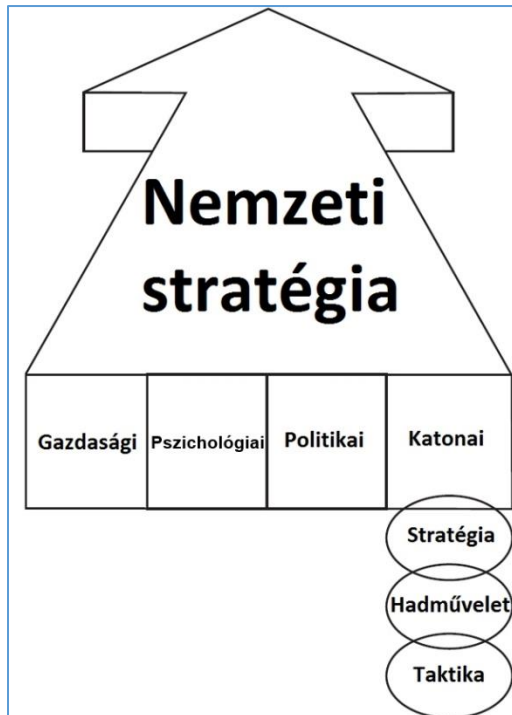 Nemzeti
stratégia
Gazdasági Pszichológiai Politikai Katonai
Stratégia
Hadművelet
Taktika